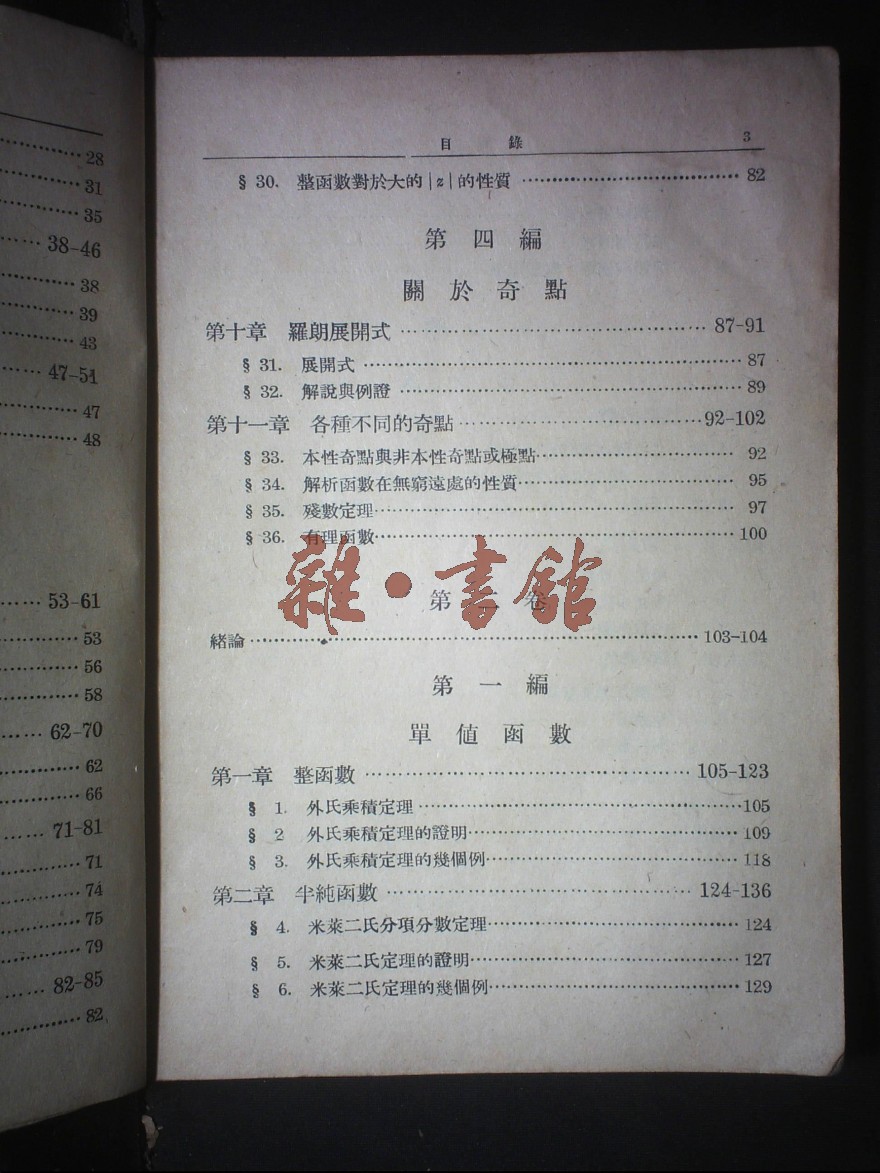 28
31
35
38-46
38
39
43
47-51
47
48
53-61
53
56
58
62-70
62
66
71-81
71
74
75
79
82-85
82
目 錄 3
§ 30. 整函數對於大的 |z| 的性質 82
第 四 編
關 於 奇 點
第十章 羅朗展開式 87-91
§ 31. 展開式 87
§ 32. 解說與例證 89
第十一章 各種不同的奇點 92-102
§ 33. 本性奇點與非本性奇點或極點 92
§ 34. 解析函數在無窮遠處的性質 95
§ 35. 殘數定理 97
§ 36. 有理函數 100
雜·書館
第 二 卷
緒論 103-104
第 一 編
單 値 函 數
第一章 整函數 105-123
§ 1. 外氏乘積定理 105
§ 2 外氏乘積定理的證明 109
§ 3. 外氏乘積定理的幾個例 118
第二章 半純函數 124-136
§ 4. 米萊二氏分項分數定理 124
§ 5. 米萊二氏定理的證明 127
§ 6. 米萊二氏定理的幾個例 129